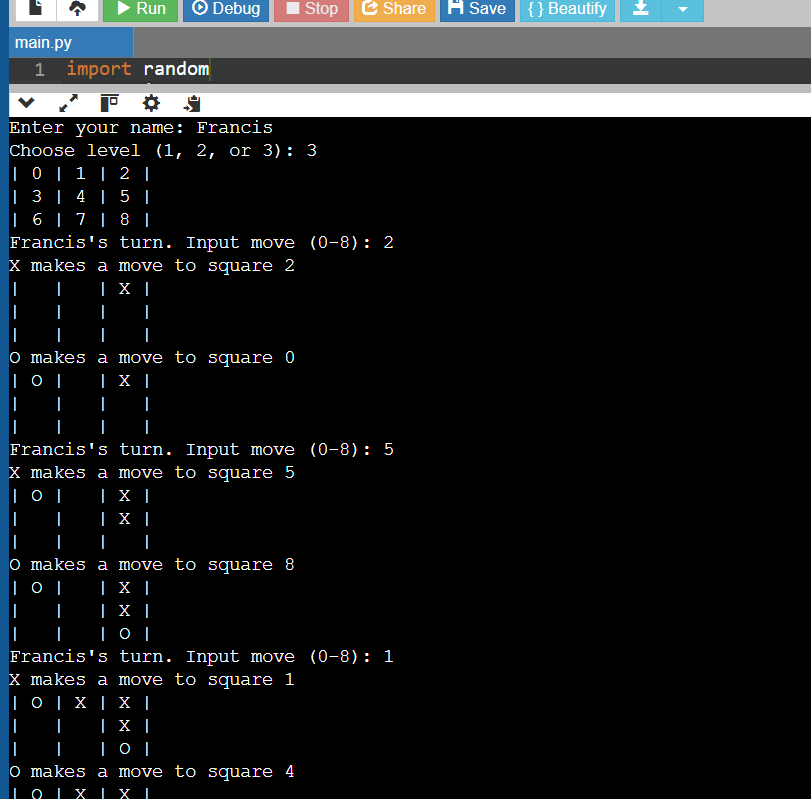 Run Debug Stop Share Save { } Beautify
main.py
1 import random
Enter your name: Francis
Choose level (1, 2, or 3): 3
| 0 | 1 | 2 |
| 3 | 4 | 5 |
| 6 | 7 | 8 |
Francis's turn. Input move (0-8): 2
X makes a move to square 2
|   |   | X |
|   |   |   |
|   |   |   |
O makes a move to square 0
| O |   | X |
|   |   |   |
|   |   |   |
Francis's turn. Input move (0-8): 5
X makes a move to square 5
| O |   | X |
|   |   | X |
|   |   |   |
O makes a move to square 8
| O |   | X |
|   |   | X |
|   |   | O |
Francis's turn. Input move (0-8): 1
X makes a move to square 1
| O | X | X |
|   |   | X |
|   |   | O |
O makes a move to square 4
| O | X | X |